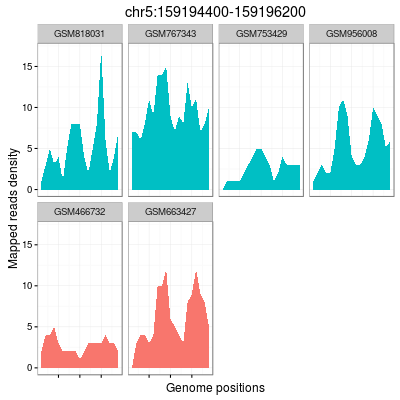 chr5:159194400-159196200
GSM818031 GSM767343 GSM753429 GSM956008
15
10
5
0
GSM466732 GSM663427
15
10
5
0
Mapped reads density
Genome positions